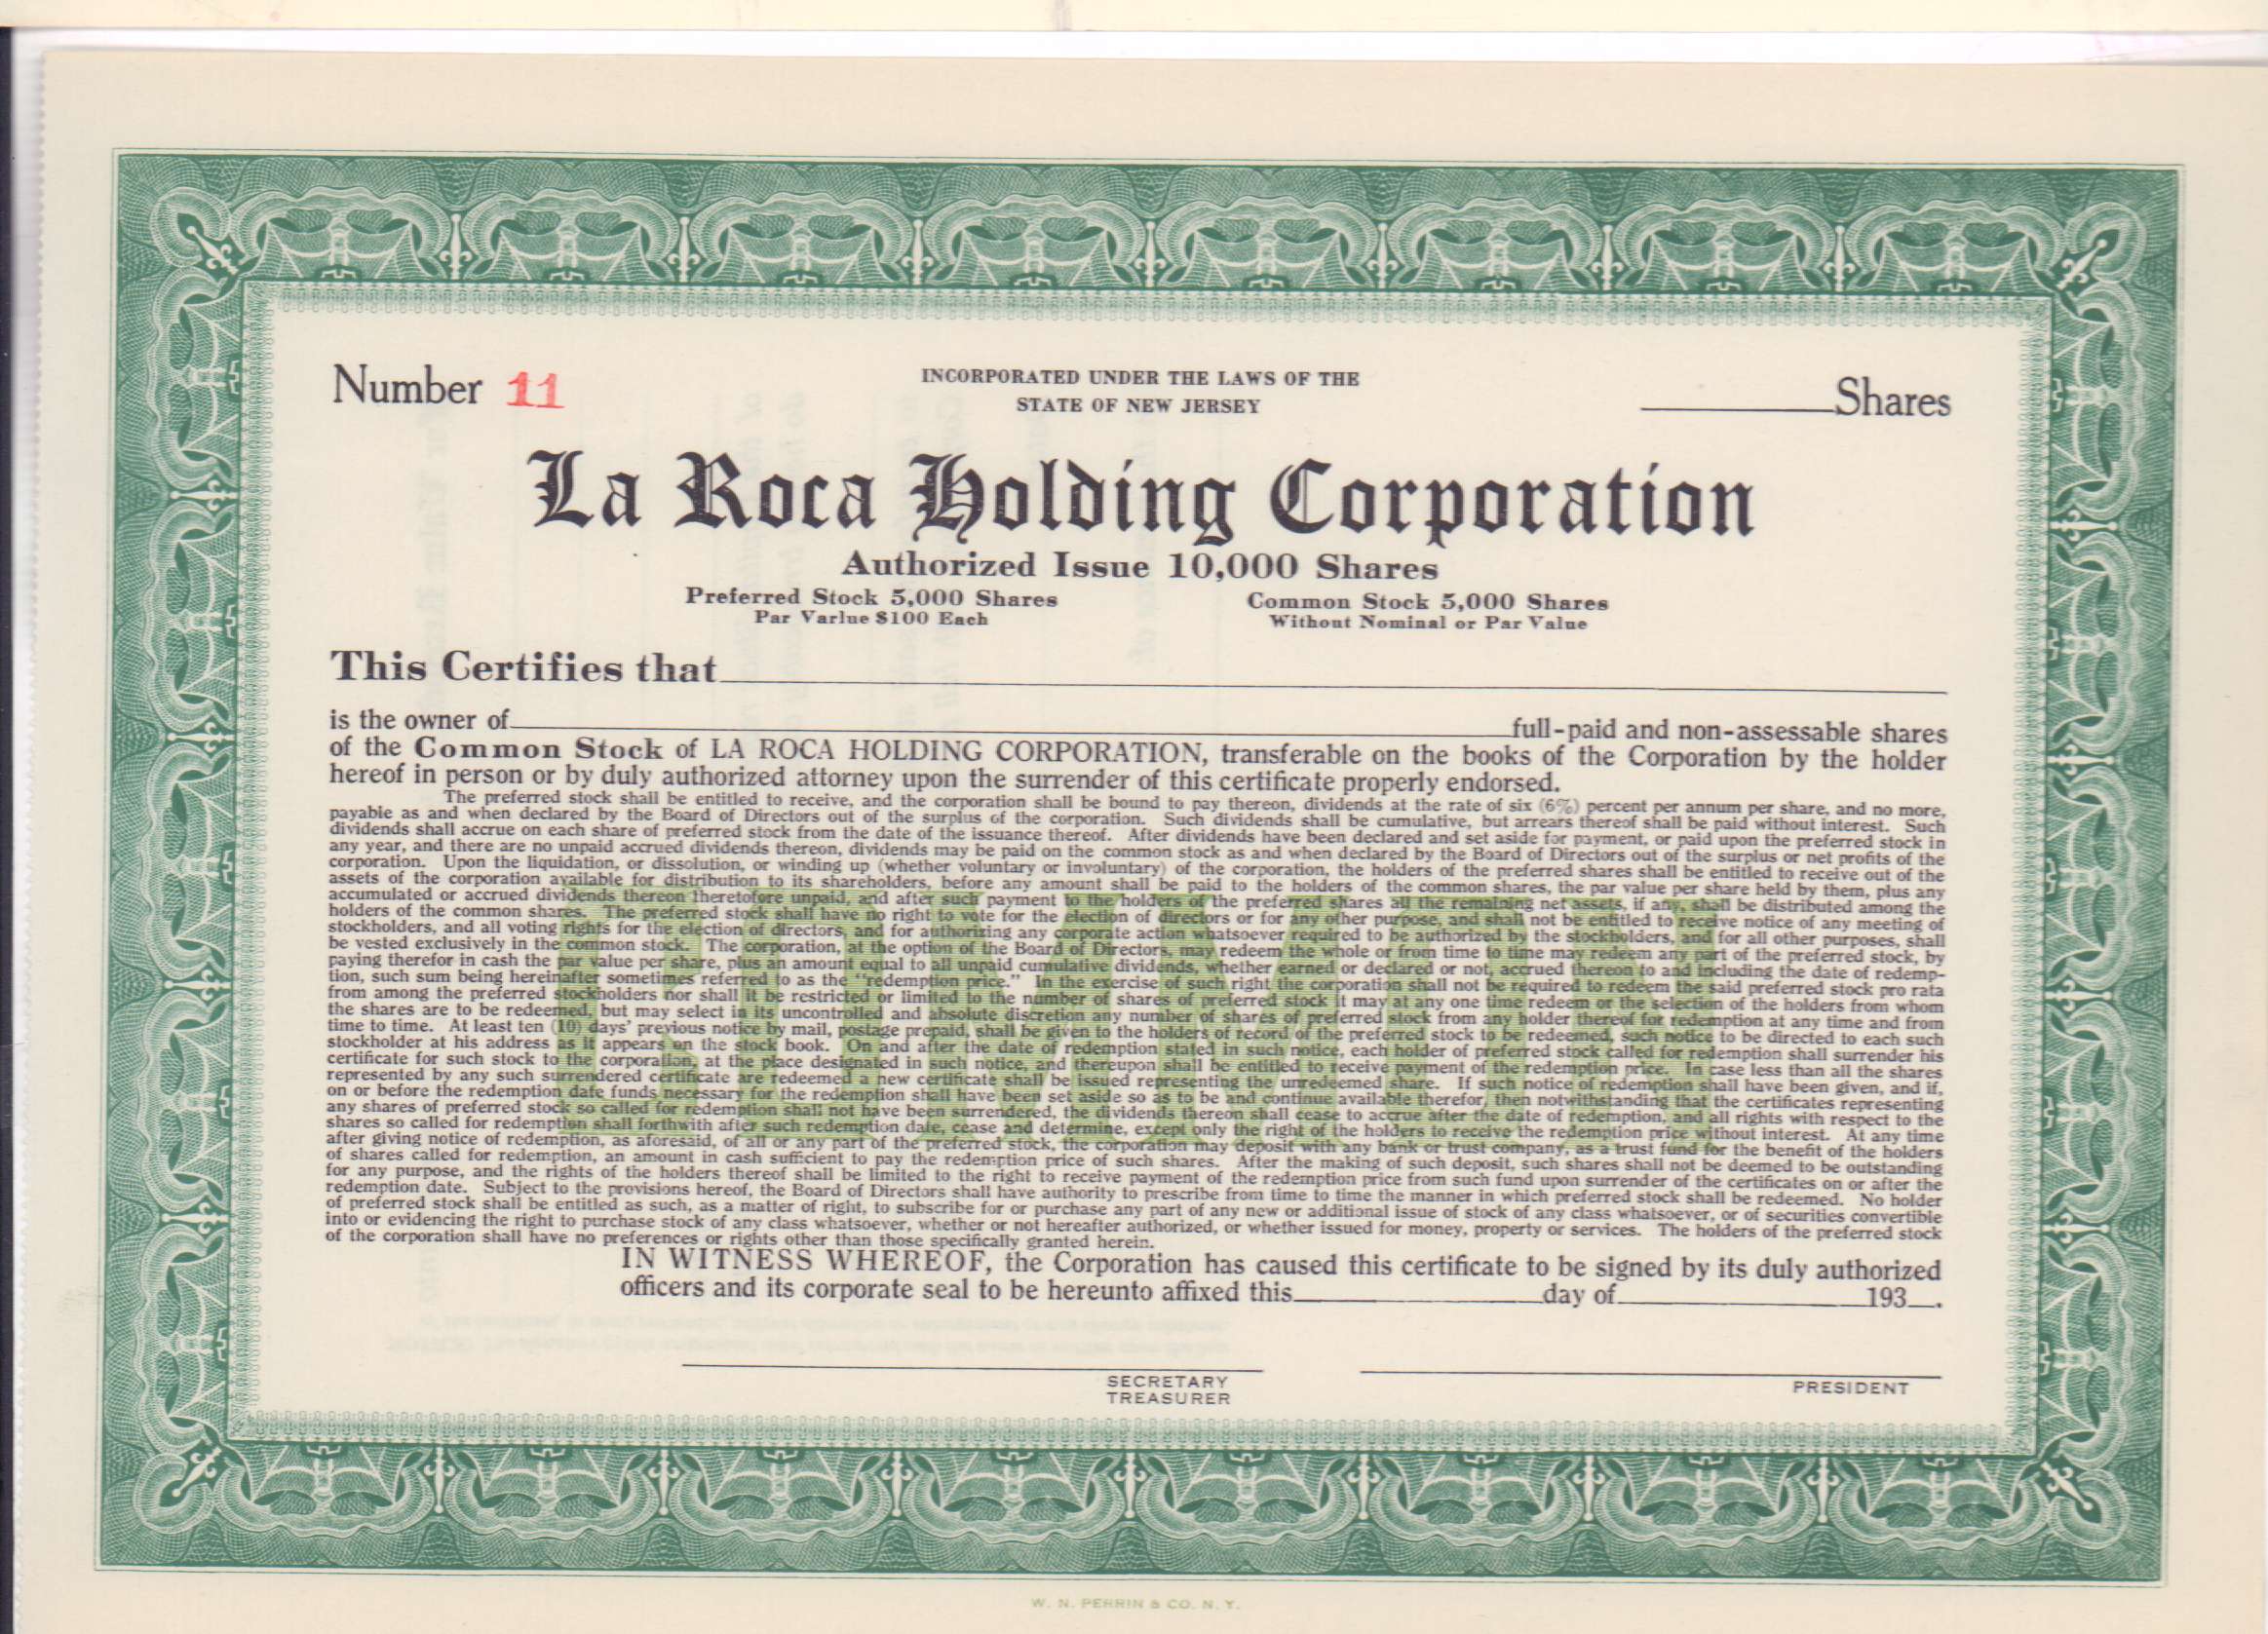 Number 11
INCORPORATED UNDER THE LAWS OF THE
STATE OF NEW JERSEY
Shares
La Roca Holding Corporation
Authorized Issue 10,000 Shares
Preferred Stock 5,000 Shares
Par Varlue $100 Each
Common Stock 5,000 Shares
Without Nominal or Par Value
This Certifies that
is the owner of full-paid and non-assessable shares
of the Common Stock of LA ROCA HOLDING CORPORATION, transferable on the books of the Corporation by the holder
hereof in person or by duly authorized attorney upon the surrender of this certificate properly endorsed.
The preferred stock shall be entitled to receive, and the corporation shall be bound to pay thereon, dividends at the rate of six (6%) percent per annum per share, and no more,
payable as and when declared by the Board of Directors out of the surplus of the corporation. Such dividends shall be cumulative, but arrears thereof shall be paid without interest. Such
dividends shall accrue on each share of preferred stock from the date of the issuance thereof. After dividends have been declared and set aside for payment, or paid upon the preferred stock in
any year, and there are no unpaid accrued dividends thereon, dividends may be paid on the common stock as and when declared by the Board of Directors out of the surplus or net profits of the
corporation. Upon the liquidation, or dissolution, or winding up (whether voluntary or involuntary) of the corporation, the holders of the preferred shares shall be entitled to receive out of the
assets of the corporation available for distribution to its shareholders, before any amount shall be paid to the holders of the common shares, the par value per share held by them, plus any
accumulated or accrued dividends thereon theretofore unpaid, and after such payment to the holders of the preferred shares all the remaining net assets, if any, shall be distributed among the
holders of the common shares. The preferred stock shall have no right to vote for the election of directors or for any other purpose, and shall not be entitled to receive notice of any meeting of
stockholders, and all voting rights for the election of directors, and for authorizing any corporate action whatsoever required to be authorized by the stockholders, and for all other purposes, shall
be vested exclusively in the common stock. The corporation, at the option of the Board of Directors, may redeem the whole or from time to time may redeem any part of the preferred stock, by
paying therefor in cash the par value per share, plus an amount equal to all unpaid cumulative dividends, whether earned or declared or not, accrued thereon to and including the date of redemp-
tion, such sum being hereinafter sometimes referred to as the "redemption price." In the exercise of such right the corporation shall not be required to redeem the said preferred stock pro rata
from among the preferred stockholders nor shall it be restricted or limited to the number of shares of preferred stock it may at any one time redeem or the selection of the holders from whom
the shares are to be redeemed, but may select in its uncontrolled and absolute discretion any number of shares of preferred stock from any holder thereof for redemption at any time and from
time to time. At least ten (10) days' previous notice by mail, postage prepaid, shall be given to the holders of record of the preferred stock to be redeemed, such notice to be directed to each such
stockholder at his address as it appears on the stock book. On and after the date of redemption stated in such notice, each holder of preferred stock called for redemption shall surrender his
certificate for such stock to the corporation, at the place designated in such notice, and thereupon shall be entitled to receive payment of the redemption price. In case less than all the shares
represented by any such surrendered certificate are redeemed a new certificate shall be issued representing the unredeemed share. If such notice of redemption shall have been given, and if,
on or before the redemption date funds necessary for the redemption shall have been set aside so as to be and continue available therefor, then notwithstanding that the certificates representing
any shares of preferred stock so called for redemption shall not have been surrendered, the dividends thereon shall cease to accrue after the date of redemption, and all rights with respect to the
shares so called for redemption shall forthwith after such redemption date, cease and determine, except only the right of the holders to receive the redemption price without interest. At any time
after giving notice of redemption, as aforesaid, of all or any part of the preferred stock, the corporation may deposit with any bank or trust company, as a trust fund for the benefit of the holders
of shares called for redemption, an amount in cash sufficient to pay the redemption price of such shares. After the making of such deposit, such shares shall not be deemed to be outstanding
for any purpose, and the rights of the holders thereof shall be limited to the right to receive payment of the redemption price from such fund upon surrender of the certificates on or after the
redemption date. Subject to the provisions hereof, the Board of Directors shall have authority to prescribe from time to time the manner in which preferred stock shall be redeemed. No holder
of preferred stock shall be entitled as such, as a matter of right, to subscribe for or purchase any part of any new or additional issue of stock of any class whatsoever, or of securities convertible
into or evidencing the right to purchase stock of any class whatsoever, whether or not hereafter authorized, or whether issued for money, property or services. The holders of the preferred stock
of the corporation shall have no preferences or rights other than those specifically granted herein.
IN WITNESS WHEREOF, the Corporation has caused this certificate to be signed by its duly authorized
officers and its corporate seal to be hereunto affixed this day of 193 .
SECRETARY
TREASURER
PRESIDENT
W. N. PERRIN & CO. N. Y.